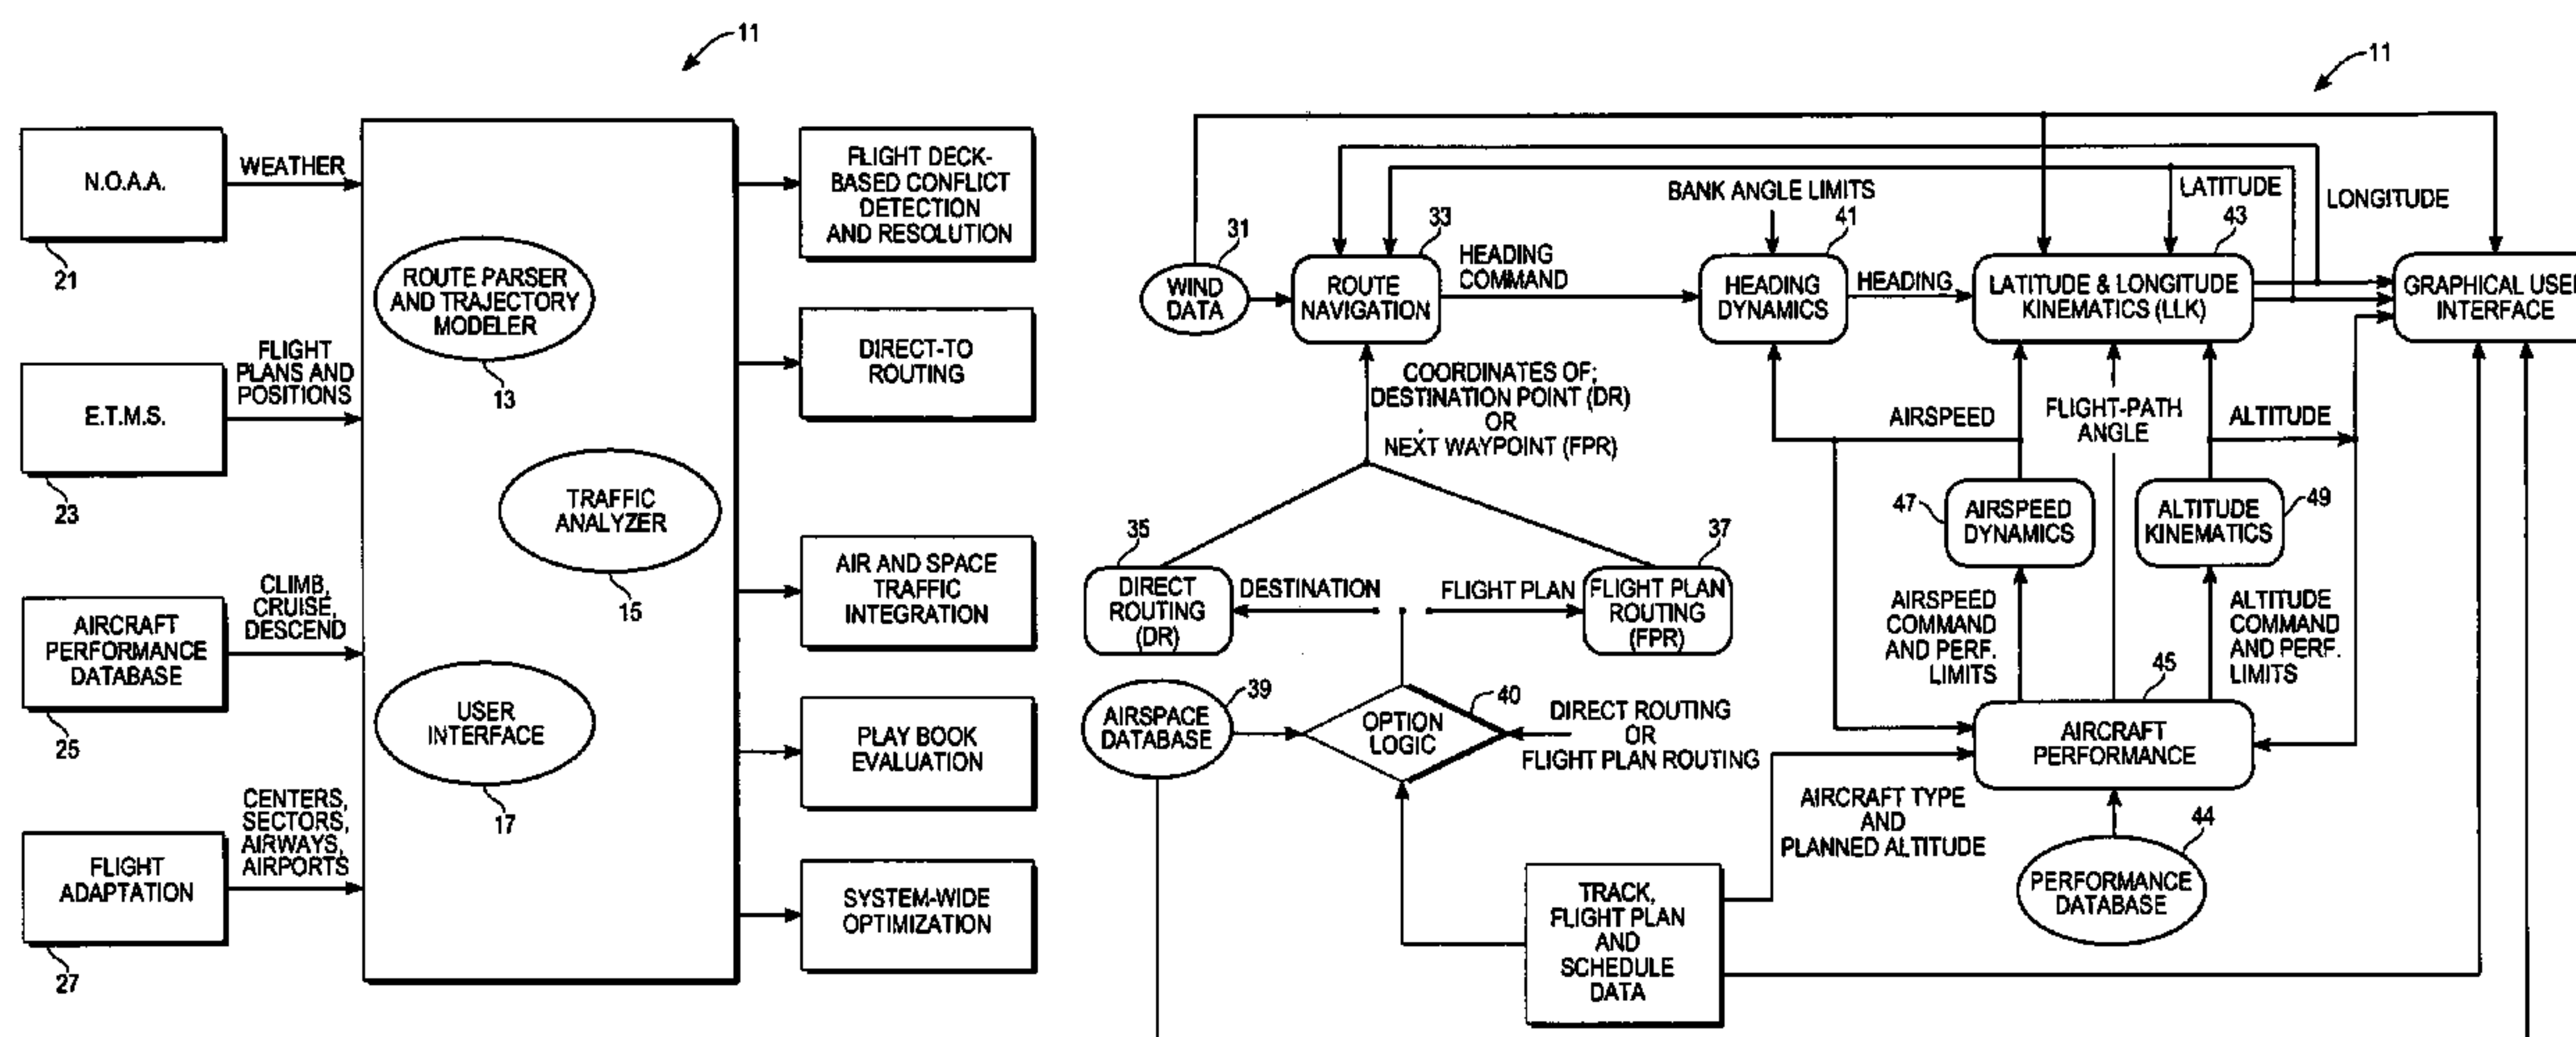 11
N.O.A.A.
21
WEATHER
E.T.M.S.
23
FLIGHT
PLANS AND
POSITIONS
AIRCRAFT
PERFORMANCE
DATABASE
25
CLIMB,
CRUISE,
DESCEND
FLIGHT
ADAPTATION
27
CENTERS,
SECTORS,
AIRWAYS,
AIRPORTS
ROUTE PARSER
AND TRAJECTORY
MODELER
13
TRAFFIC
ANALYZER
15
USER
INTERFACE
17
FLIGHT DECK-
BASED CONFLICT
DETECTION
AND RESOLUTION
DIRECT-TO
ROUTING
AIR AND SPACE
TRAFFIC
INTEGRATION
PLAY BOOK
EVALUATION
SYSTEM-WIDE
OPTIMIZATION
11
31
WIND
DATA
33
ROUTE
NAVIGATION
HEADING
COMMAND
BANK ANGLE LIMITS
41
HEADING
DYNAMICS
HEADING
LATITUDE
43
LATITUDE & LONGITUDE
KINEMATICS (LLK)
LONGITUDE
GRAPHICAL USE
INTERFACE
COORDINATES OF:
DESTINATION POINT (DR)
OR
NEXT WAYPOINT (FPR)
AIRSPEED
FLIGHT-PATH
ANGLE
ALTITUDE
47
AIRSPEED
DYNAMICS
ALTITUDE
KINEMATICS
49
35
DIRECT
ROUTING
(DR)
DESTINATION
FLIGHT PLAN
37
FLIGHT PLAN
ROUTING
(FPR)
AIRSPEED
COMMAND
AND PERF.
LIMITS
ALTITUDE
COMMAND
AND PERF.
LIMITS
39
AIRSPACE
DATABASE
OPTION
LOGIC
40
DIRECT ROUTING
OR
FLIGHT PLAN ROUTING
45
AIRCRAFT
PERFORMANCE
AIRCRAFT TYPE
AND
PLANNED ALTITUDE
44
PERFORMANCE
DATABASE
TRACK,
FLIGHT PLAN
AND
SCHEDULE
DATA